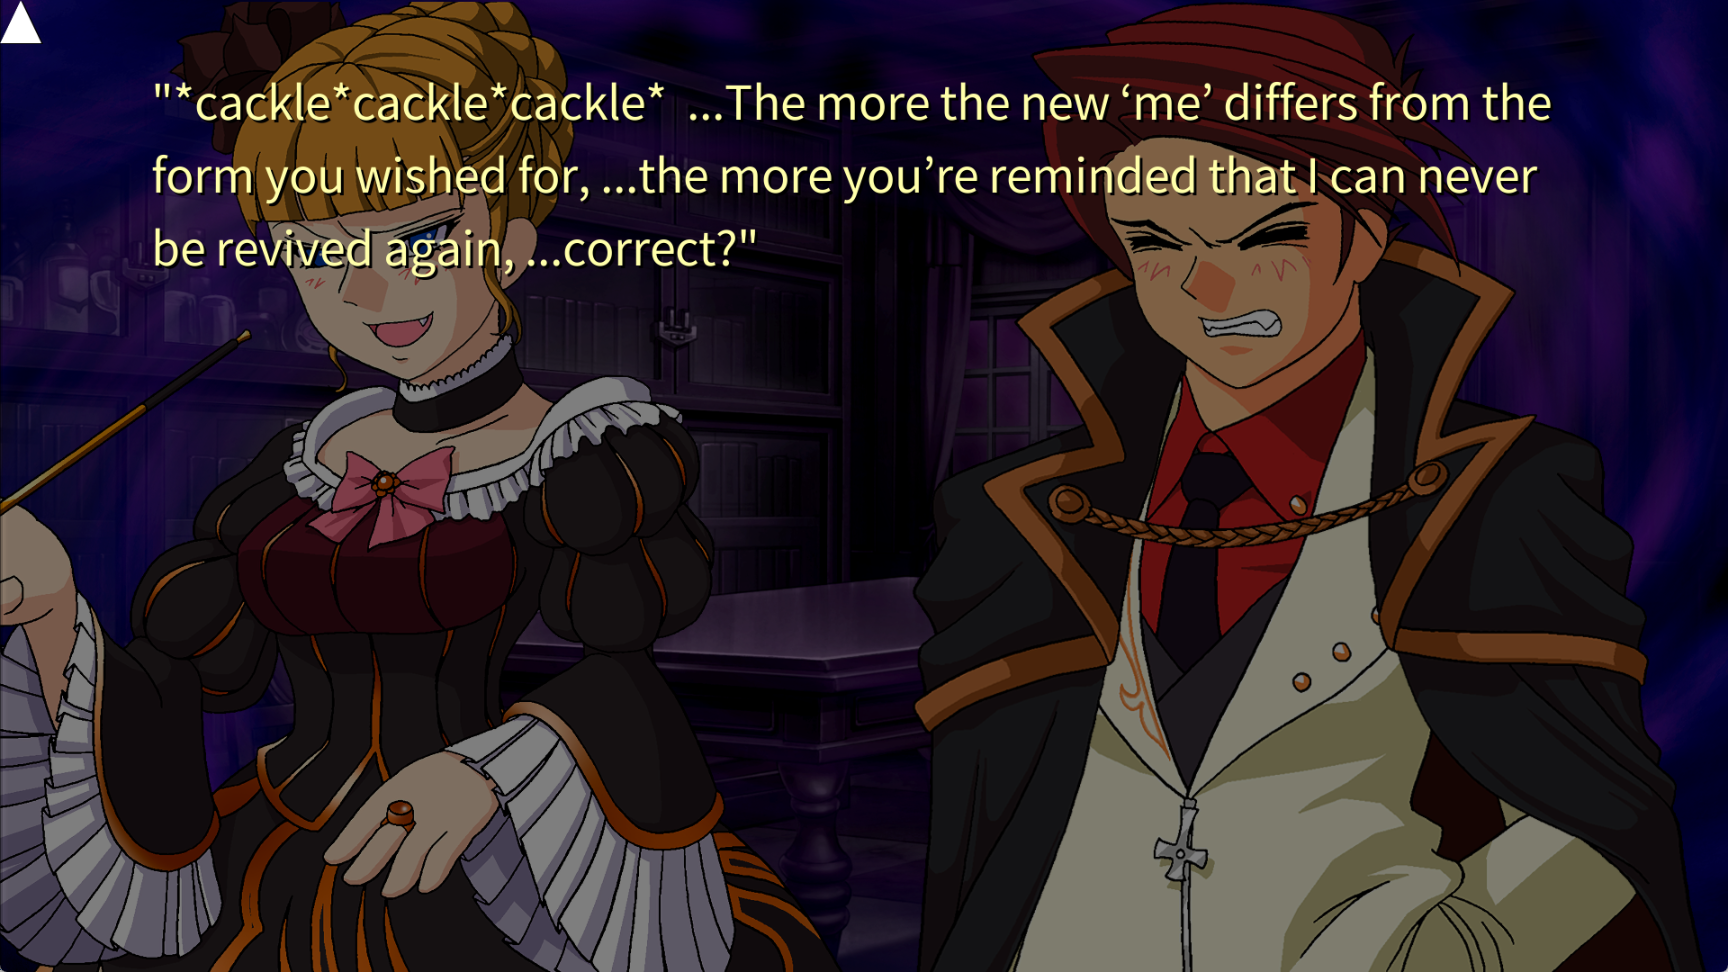 "*cackle*cackle*cackle*  ...The more the new ‘me’ differs from the
form you wished for, ...the more you’re reminded that I can never
be revived again, ...correct?"